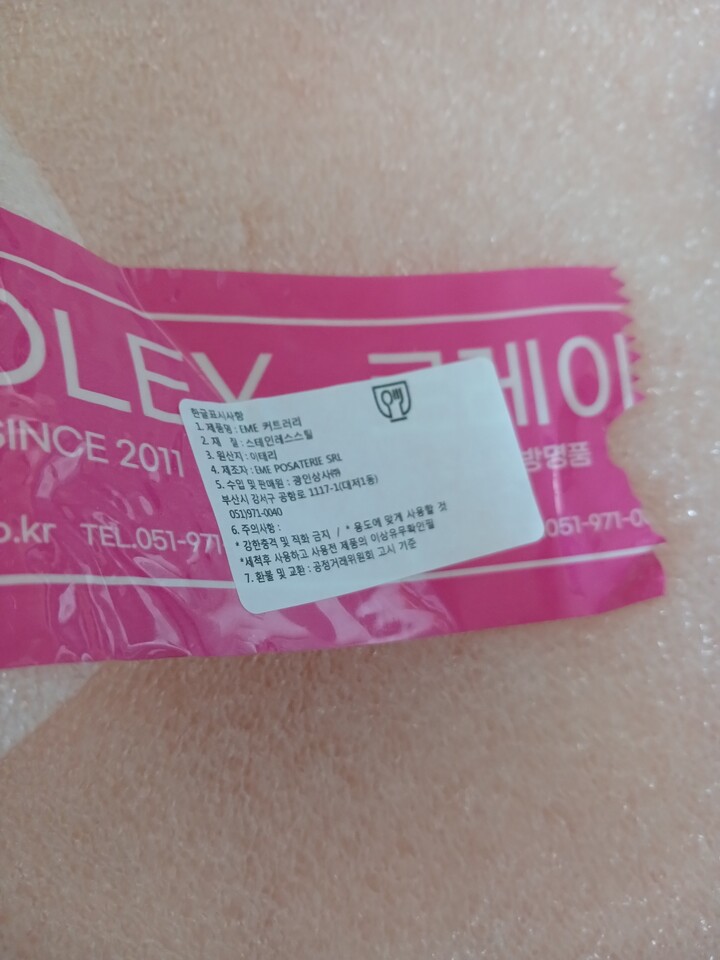 OLEY
SINCE 2011
o.kr TEL.051-971
레이
방명품
051-971-0
한글표시사항
1. 제품명 : EME 커트러리
2. 재 질 : 스테인레스스틸
3. 원산지 : 이태리
4. 제조자 : EME POSATERIE SRL
5. 수입 및 판매원 : 광인상사㈜
부산시 강서구 공항로 1117-1(대저1동)
051)971-0040
6. 주의사항 :
* 강한충격 및 직화 금지 / * 용도에 맞게 사용할 것
*세척후 사용하고 사용전 제품의 이상유무확인필
7. 환불 및 교환 : 공정거래위원회 고시 기준